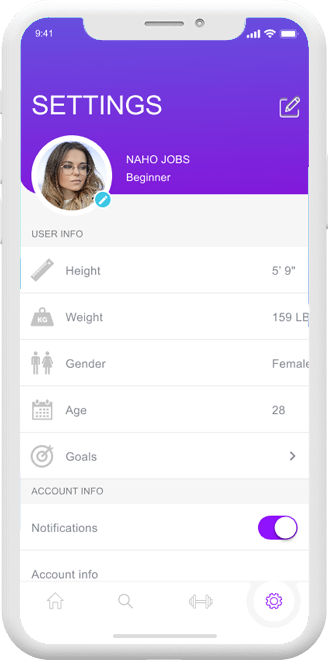 9:41
SETTINGS
NAHO JOBS
Beginner
USER INFO
Height 5' 9"
KG
Weight 159 LB
Gender Female
Age 28
Goals
ACCOUNT INFO
Notifications
Account info